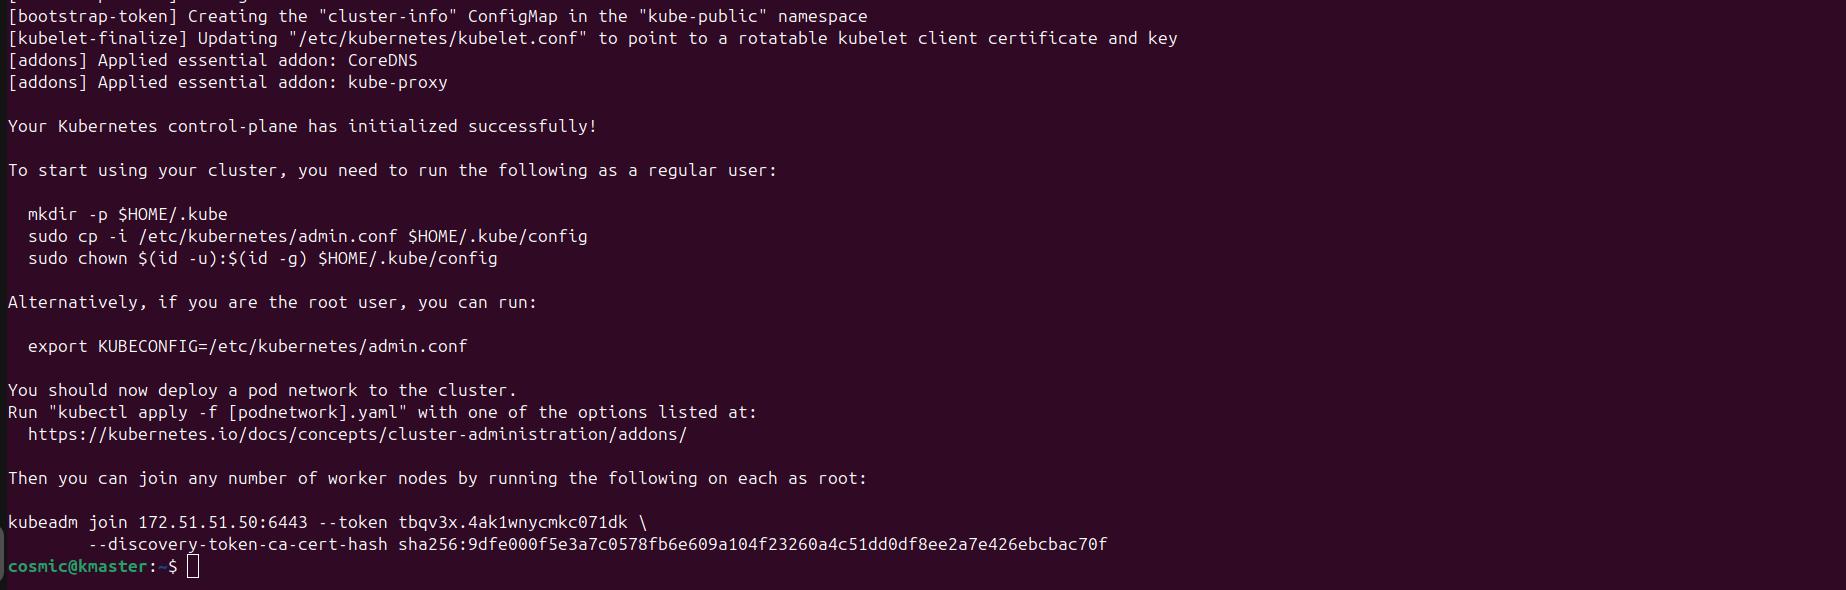 [bootstrap-token] Creating the "cluster-info" ConfigMap in the "kube-public" namespace
[kubelet-finalize] Updating "/etc/kubernetes/kubelet.conf" to point to a rotatable kubelet client certificate and key
[addons] Applied essential addon: CoreDNS
[addons] Applied essential addon: kube-proxy

Your Kubernetes control-plane has initialized successfully!

To start using your cluster, you need to run the following as a regular user:

  mkdir -p $HOME/.kube
  sudo cp -i /etc/kubernetes/admin.conf $HOME/.kube/config
  sudo chown $(id -u):$(id -g) $HOME/.kube/config

Alternatively, if you are the root user, you can run:

  export KUBECONFIG=/etc/kubernetes/admin.conf

You should now deploy a pod network to the cluster.
Run "kubectl apply -f [podnetwork].yaml" with one of the options listed at:
  https://kubernetes.io/docs/concepts/cluster-administration/addons/

Then you can join any number of worker nodes by running the following on each as root:

kubeadm join 172.51.51.50:6443 --token tbqv3x.4ak1wnycmkc071dk \
        --discovery-token-ca-cert-hash sha256:9dfe000f5e3a7c0578fb6e609a104f23260a4c51dd0df8ee2a7e426ebcbac70f
cosmic@kmaster:~$